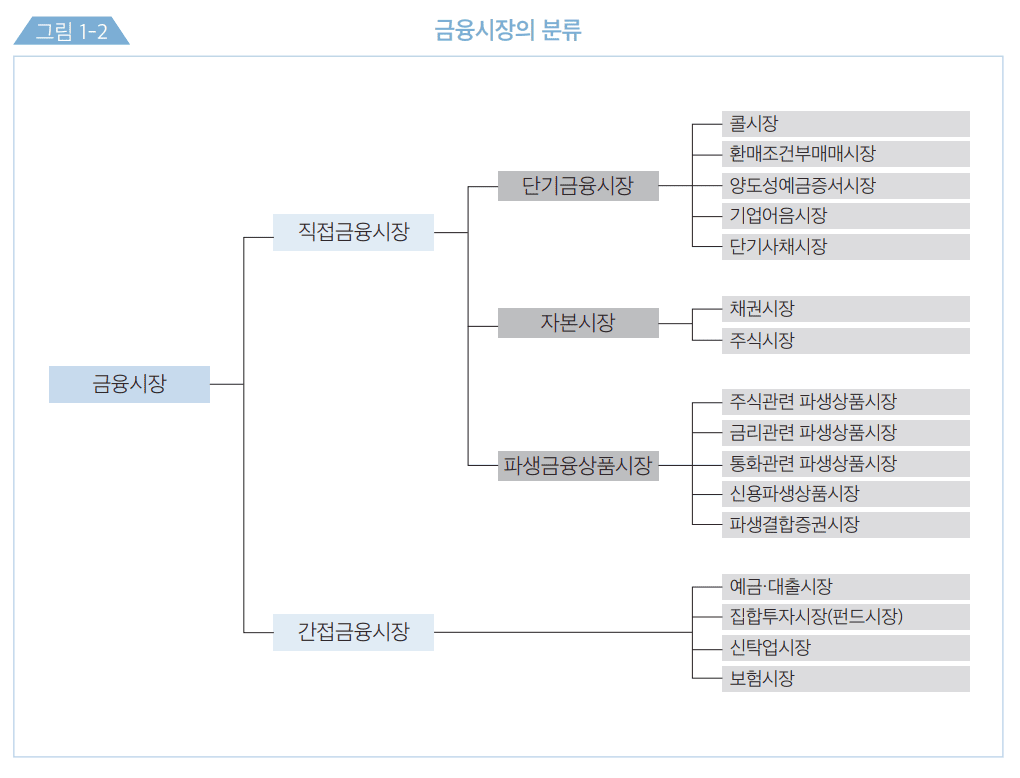 그림 1-2
금융시장의 분류
금융시장
직접금융시장
단기금융시장
콜시장
환매조건부매매시장
양도성예금증서시장
기업어음시장
단기사채시장
자본시장
채권시장
주식시장
파생금융상품시장
주식관련 파생상품시장
금리관련 파생상품시장
통화관련 파생상품시장
신용파생상품시장
파생결합증권시장
간접금융시장
예금·대출시장
집합투자시장(펀드시장)
신탁업시장
보험시장